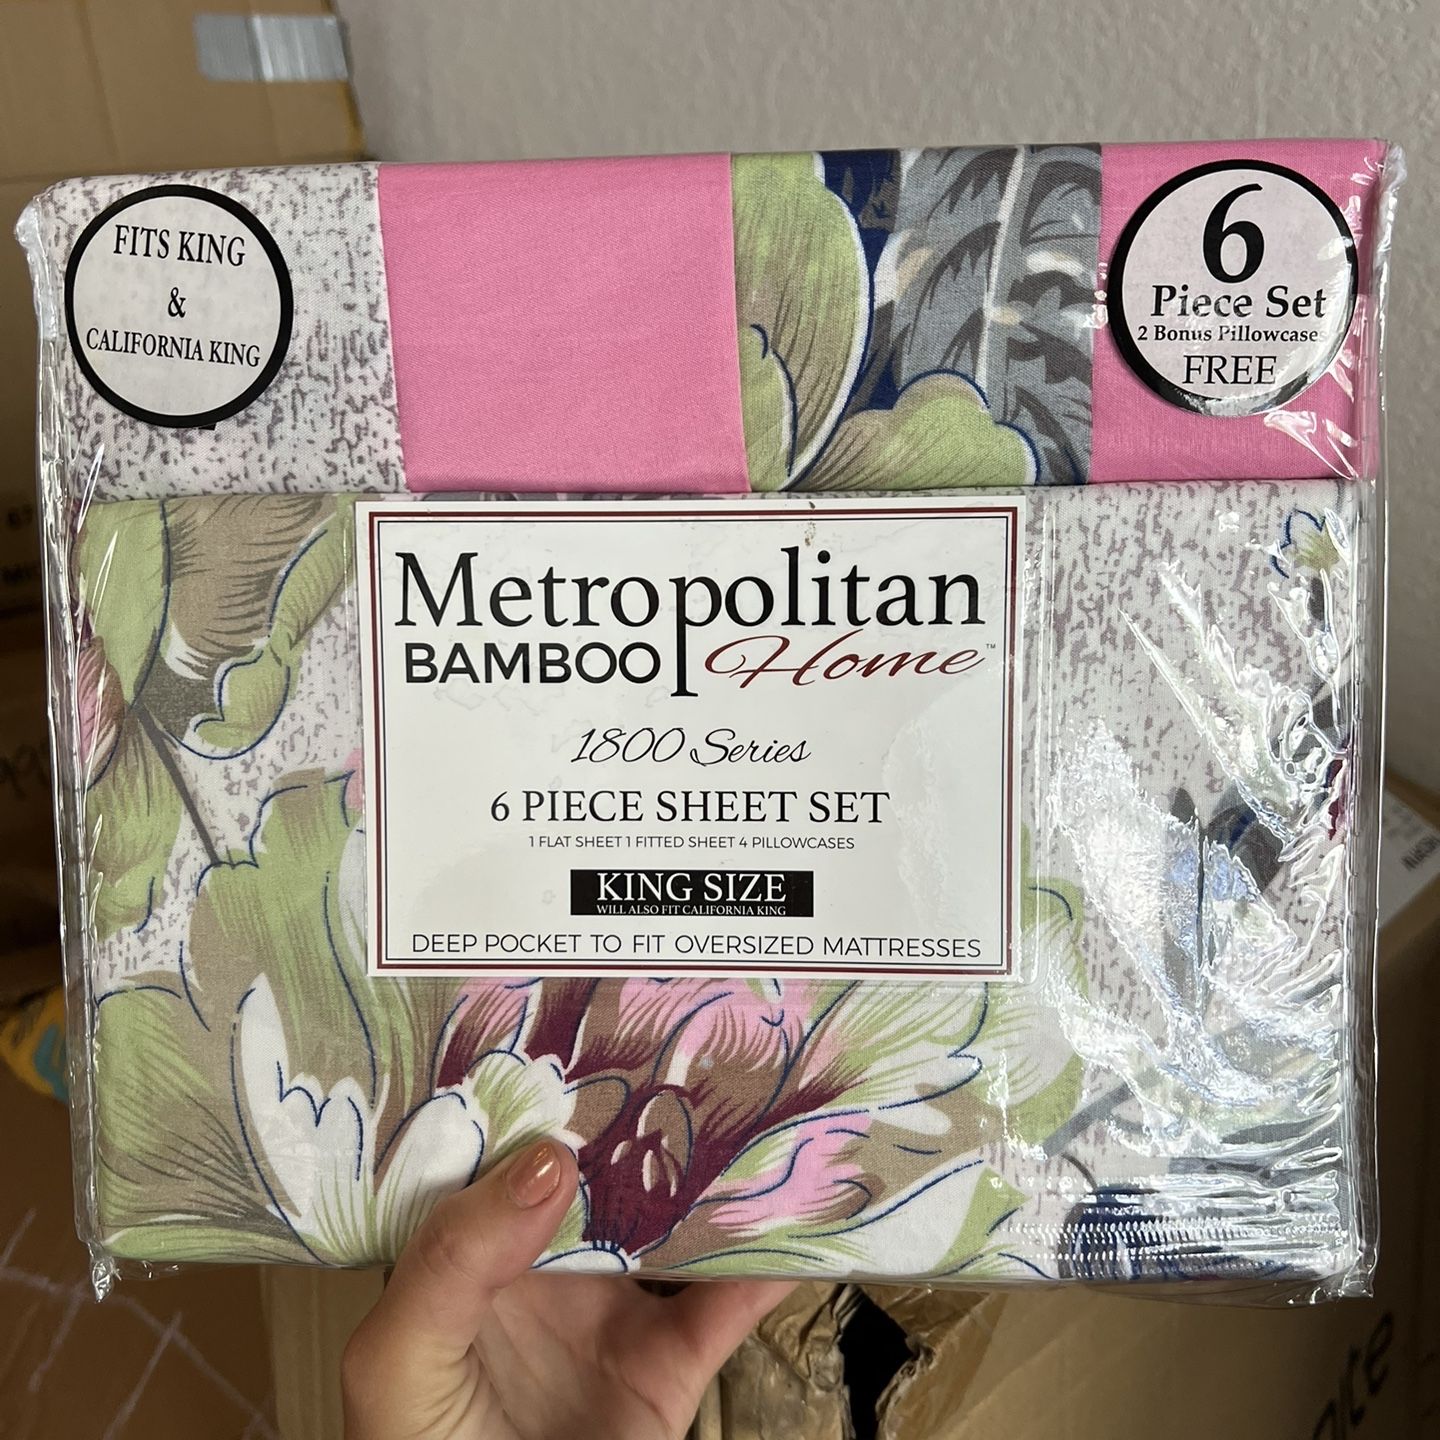 FITS KING
&
CALIFORNIA KING
6
Piece Set
2 Bonus Pillowcases
FREE
Metropolitan
BAMBOO Home™
1800 Series
6 PIECE SHEET SET
1 FLAT SHEET 1 FITTED SHEET 4 PILLOWCASES
KING SIZE
WILL ALSO FIT CALIFORNIA KING
DEEP POCKET TO FIT OVERSIZED MATTRESSES